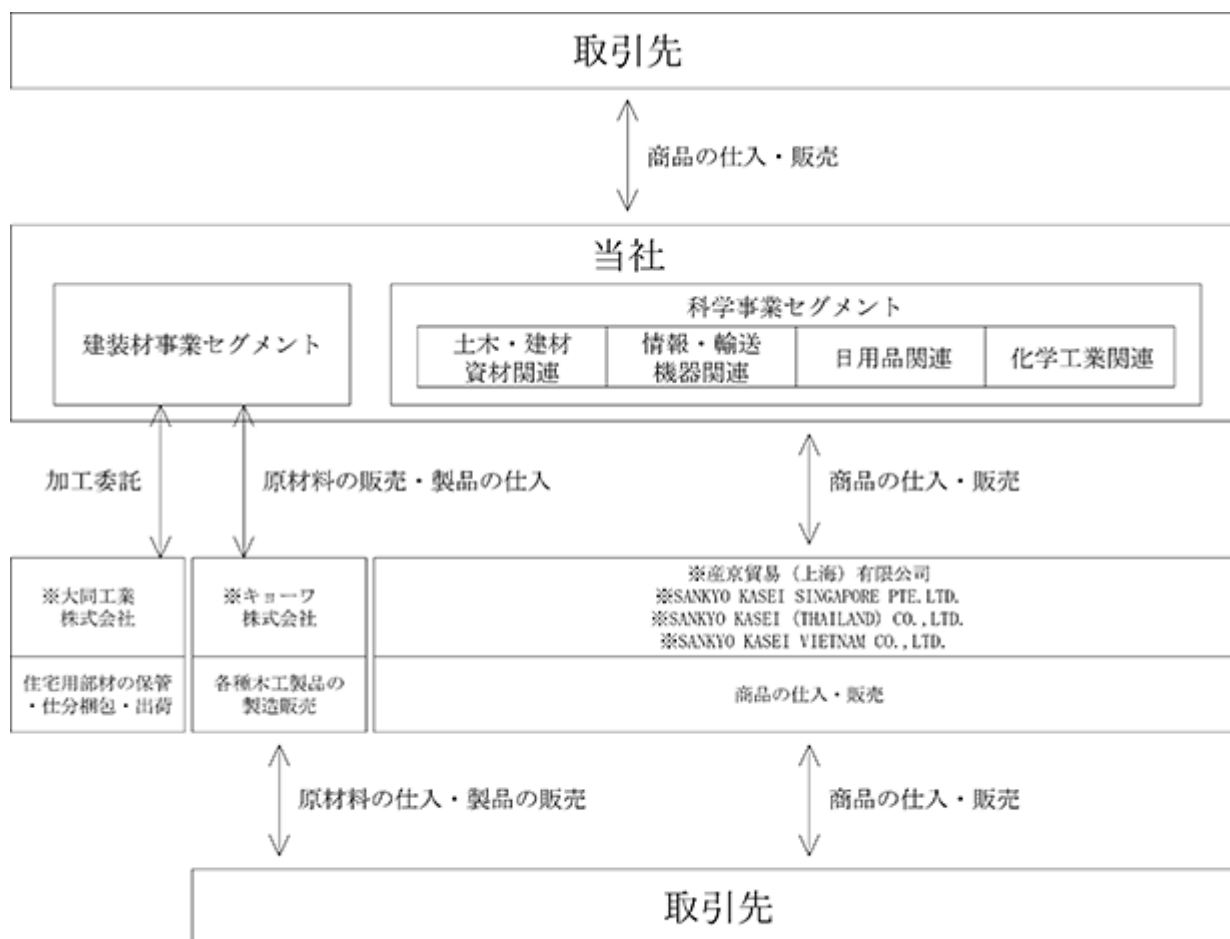 取引先
商品の仕入・販売
当社
建装材事業セグメント
科学事業セグメント
土木・建材
資材関連
情報・輸送
機器関連
日用品関連
化学工業関連
加工委託
原材料の販売・製品の仕入
商品の仕入・販売
※大同工業
株式会社
※キョーワ
株式会社
※産京貿易（上海）有限公司
※SANKYO KASEI SINGAPORE PTE.LTD.
※SANKYO KASEI (THAILAND) CO.,LTD.
※SANKYO KASEI VIETNAM CO.,LTD.
住宅用部材の保管
・仕分梱包・出荷
各種木工製品の
製造販売
商品の仕入・販売
原材料の仕入・製品の販売
商品の仕入・販売
取引先